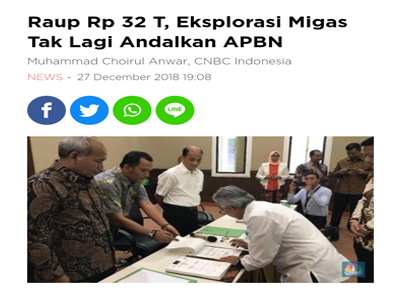 Raup Rp 32 T, Eksplorasi Migas
Tak Lagi Andalkan APBN
Muhammad Choirul Anwar, CNBC Indonesia
NEWS - 27 December 2018 19:08
LINE